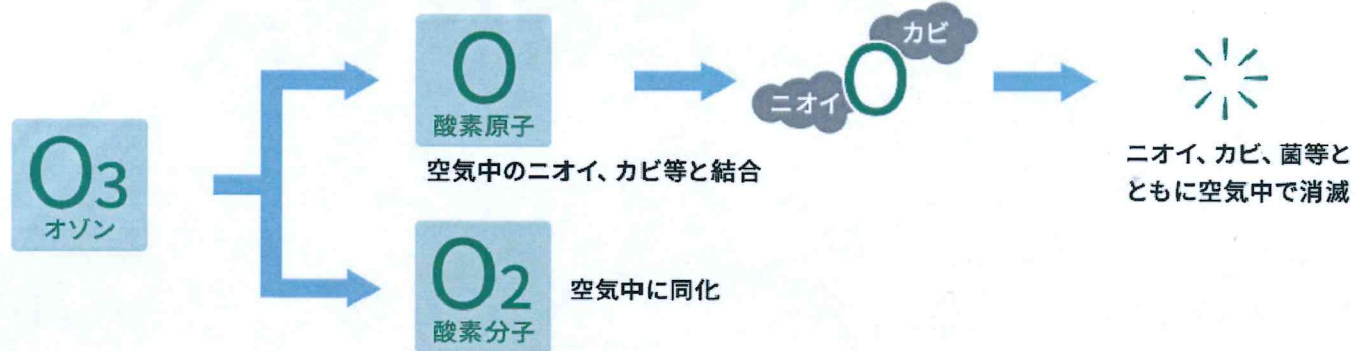 O3
オゾン
O
酸素原子
空気中のニオイ、カビ等と結合
カビ
ニオイ
O
ニオイ、カビ、菌等と
ともに空気中で消滅
O2
酸素分子
空気中に同化